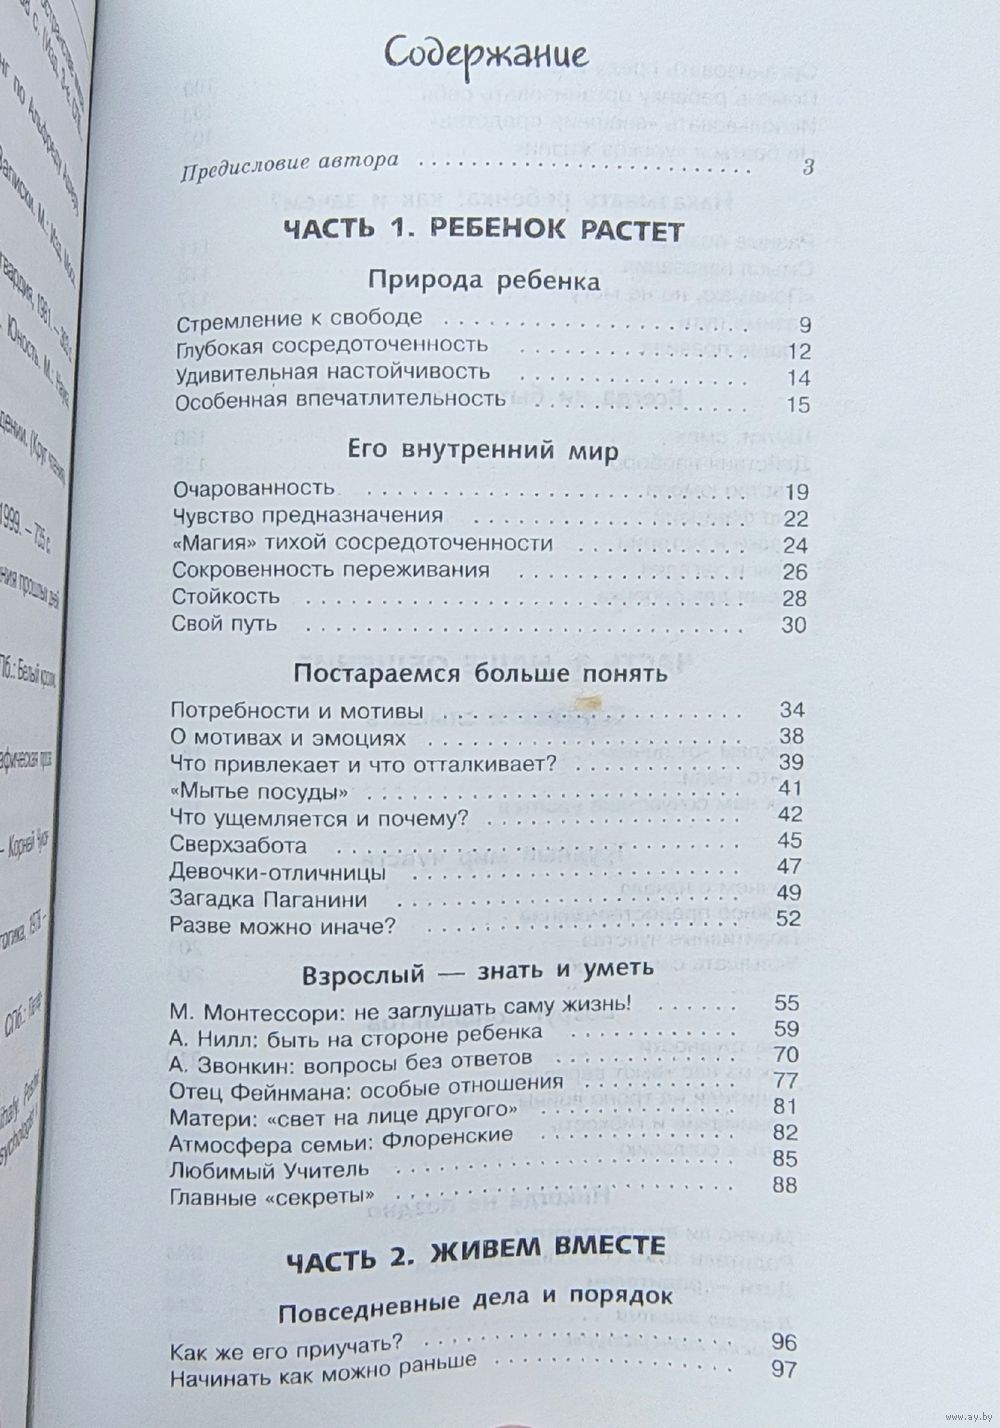 Содержание
Предисловие автора 3
ЧАСТЬ 1. РЕБЕНОК РАСТЕТ
Природа ребенка
Стремление к свободе 9
Глубокая сосредоточенность 12
Удивительная настойчивость 14
Особенная впечатлительность 15
Его внутренний мир
Очарованность 19
Чувство предназначения 22
«Магия» тихой сосредоточенности 24
Сокровенность переживания 26
Стойкость 28
Свой путь 30
Постараемся больше понять
Потребности и мотивы 34
О мотивах и эмоциях 38
Что привлекает и что отталкивает? 39
«Мытье посуды» 41
Что ущемляется и почему? 42
Сверхзабота 45
Девочки-отличницы 47
Загадка Паганини 49
Разве можно иначе? 52
Взрослый — знать и уметь
М. Монтессори: не заглушать саму жизнь! 55
А. Нилл: быть на стороне ребенка 59
А. Звонкин: вопросы без ответов 70
Отец Фейнмана: особые отношения 77
Матери: «свет на лице другого» 81
Атмосфера семьи: Флоренские 82
Любимый Учитель 85
Главные «секреты» 88
ЧАСТЬ 2. ЖИВЕМ ВМЕСТЕ
Повседневные дела и порядок
Как же его приучать? 96
Начинать как можно раньше 97
www.ay.by